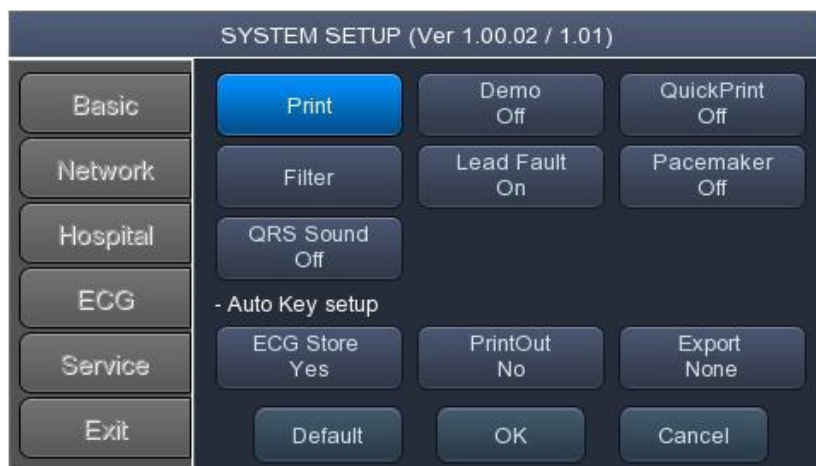 SYSTEM SETUP (Ver 1.00.02 / 1.01)
Basic
Network
Hospital
ECG
Service
Exit
Print
Demo
Off
QuickPrint
Off
Filter
Lead Fault
On
Pacemaker
Off
QRS Sound
Off
- Auto Key setup
ECG Store
Yes
PrintOut
No
Export
None
Default
OK
Cancel